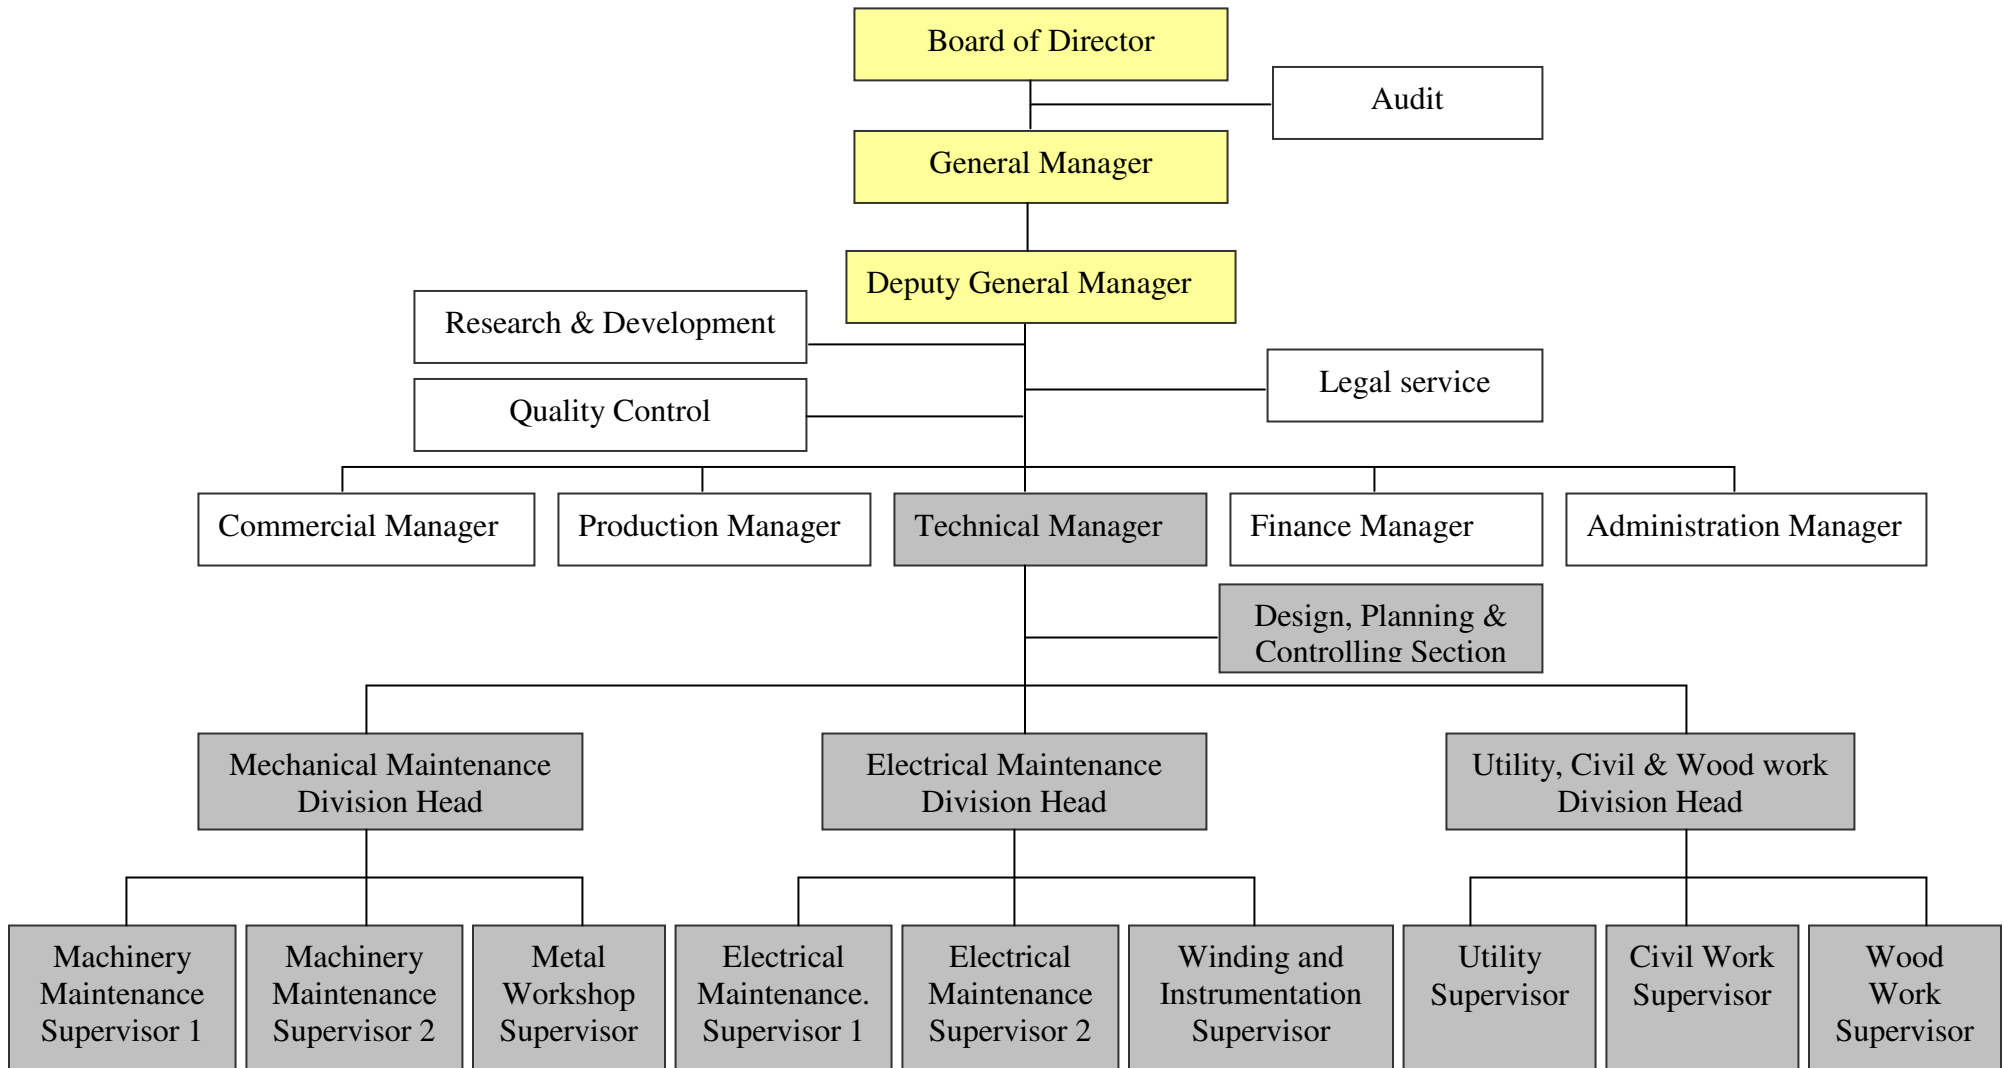 Board of Director
Audit
General Manager
Deputy General Manager
Research & Development
Legal service
Quality Control
Commercial Manager
Production Manager
Technical Manager
Finance Manager
Administration Manager
Design, Planning &
Controlling Section
Mechanical Maintenance
Division Head
Electrical Maintenance
Division Head
Utility, Civil & Wood work
Division Head
Machinery
Maintenance
Supervisor 1
Machinery
Maintenance
Supervisor 2
Metal
Workshop
Supervisor
Electrical
Maintenance.
Supervisor 1
Electrical
Maintenance
Supervisor 2
Winding and
Instrumentation
Supervisor
Utility
Supervisor
Civil Work
Supervisor
Wood
Work
Supervisor